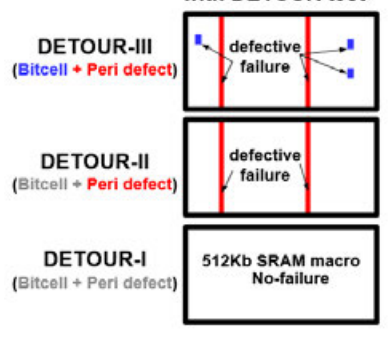 DETOUR-III
(Bitcell + Peri defect)
defective
failure
DETOUR-II
(Bitcell + Peri defect)
defective
failure
DETOUR-I
(Bitcell + Peri defect)
512Kb SRAM macro
No-failure